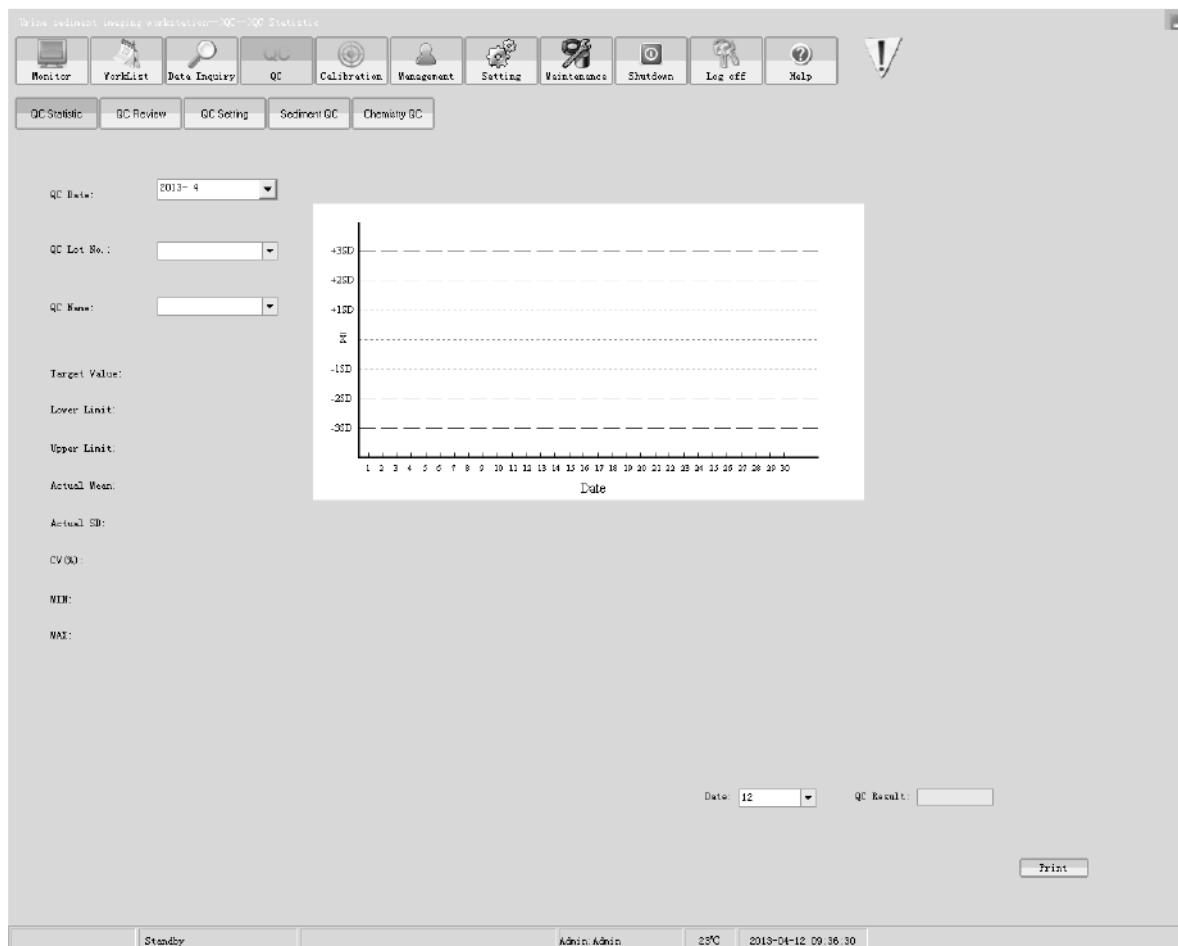 Urine sediment imaging workstation-->QC-->QC Statistic
QC
Monitor WorkList Data Inquiry QC Calibration Management Setting Maintenance Shutdown Log off Help
QC Statistic QC Review QC Setting Sediment QC Chemistry QC
QC Date: 2013- 4
QC Lot No.:
QC Name:
Target Value:
Lower Limit:
Upper Limit:
Actual Mean:
Actual SD:
CV(%):
MIN:
MAX:
+3SD
+2SD
+1SD
X̄
-1SD
-2SD
-3SD
1 2 3 4 5 6 7 8 9 10 11 12 13 14 15 16 17 18 19 20 21 22 23 24 25 26 27 28 29 30
Date
Date: 12 QC Result:
Print
Standby Admin:Admin 23℃ 2013-04-12 09:36:30